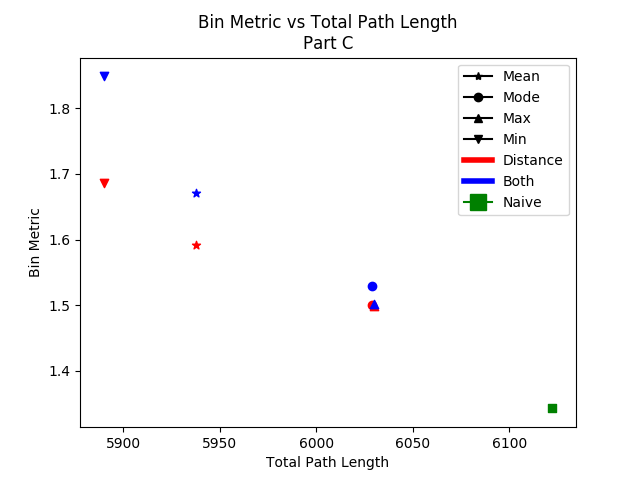 Bin Metric vs Total Path Length
Part C
Mean
Mode
Max
Min
Distance
Both
Naive
Bin Metric
1.8
1.7
1.6
1.5
1.4
5900
5950
6000
6050
6100
Total Path Length